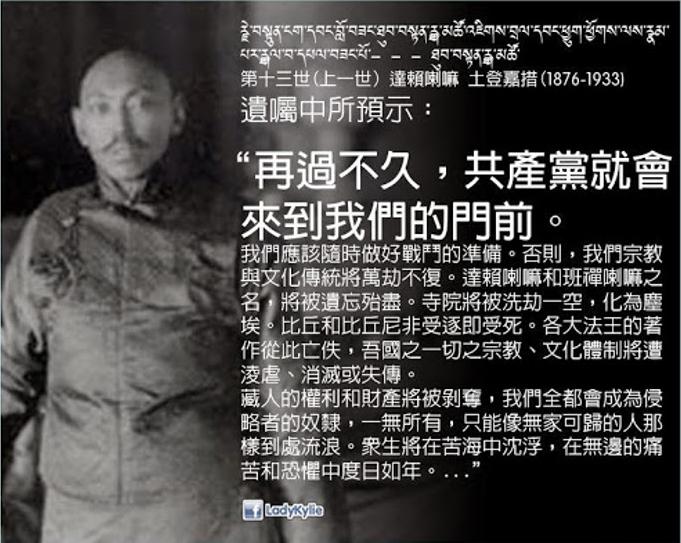 རྗེ་བསྟན་ངག་དབང་བློ་བཟང་ཐུབ་བསྟན་རྒྱ་མཚོ་འཇིགས་བྲལ་དབང་ཕྱུག་ཕྱོགས་ལས་རྣམ་
པར་རྒྱལ་བ་དཔལ་བཟང་པོ་- - - ཐུབ་བསྟན་རྒྱ་མཚོ་
第十三世(上一世) 達賴喇嘛 土登嘉措(1876-1933)
遺囑中所預示：
“再過不久，共產黨就會
來到我們的門前。
我們應該隨時做好戰鬥的準備。否則，我們宗教
與文化傳統將萬劫不復。達賴喇嘛和班禪喇嘛之
名，將被遺忘殆盡。寺院將被洗劫一空，化為塵
埃。比丘和比丘尼非受逐即受死。各大法王的著
作從此亡佚，吾國之一切之宗教、文化體制將遭
淩虐、消滅或失傳。
藏人的權利和財產將被剝奪，我們全都會成為侵
略者的奴隸，一無所有，只能像無家可歸的人那
樣到處流浪。衆生將在苦海中沈浮，在無邊的痛
苦和恐懼中度日如年。...”
LadyKylie